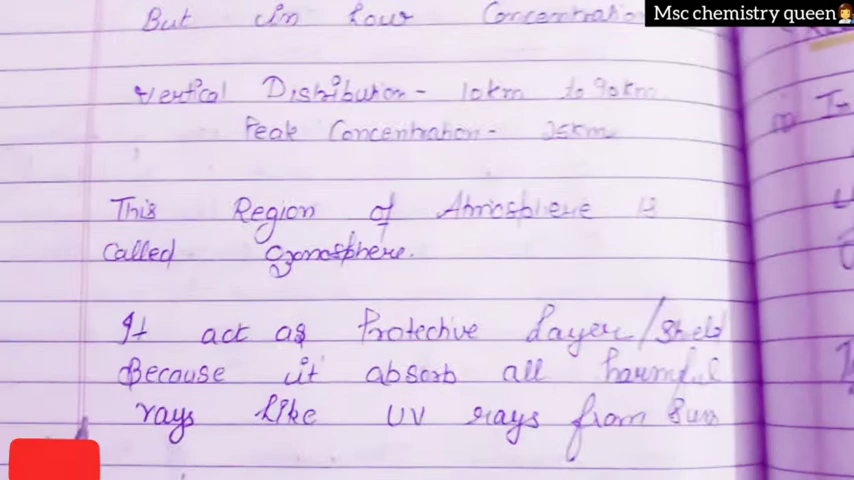 Msc chemistry queen👩‍🔬
But in low Concentration
Vertical Distribution - 10km to 90km
Peak Concentration - 25km
This Region of Atmosphere is
Called Ozonosphere.
It act as Protective Layer/Sheld
Because it absorb all harmful
rays like UV rays from Sun